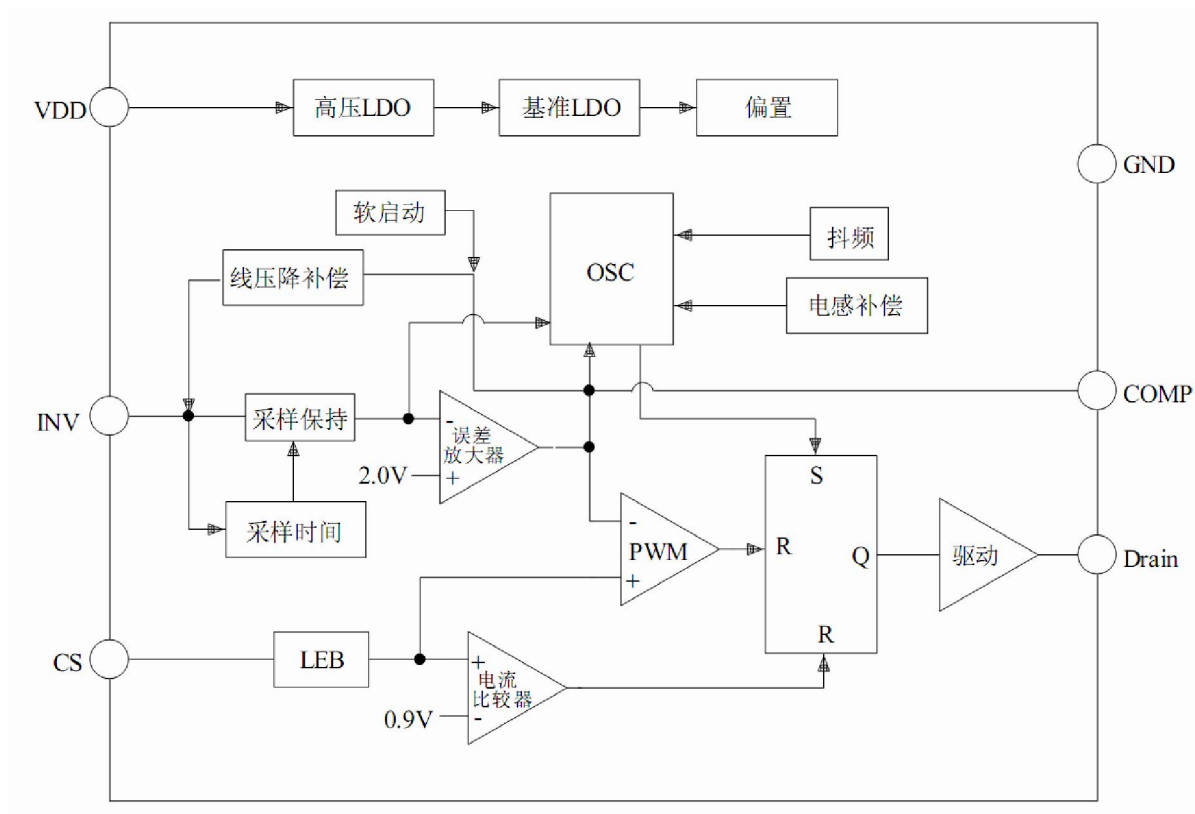 VDD
高压LDO
基准LDO
偏置
GND
软启动
抖频
线压降补偿
OSC
电感补偿
INV
采样保持
-
误差
放大器
2.0V
+
COMP
采样时间
-
PWM
+
S
R
Q
R
驱动
Drain
CS
LEB
+
电流
比较器
0.9V
-